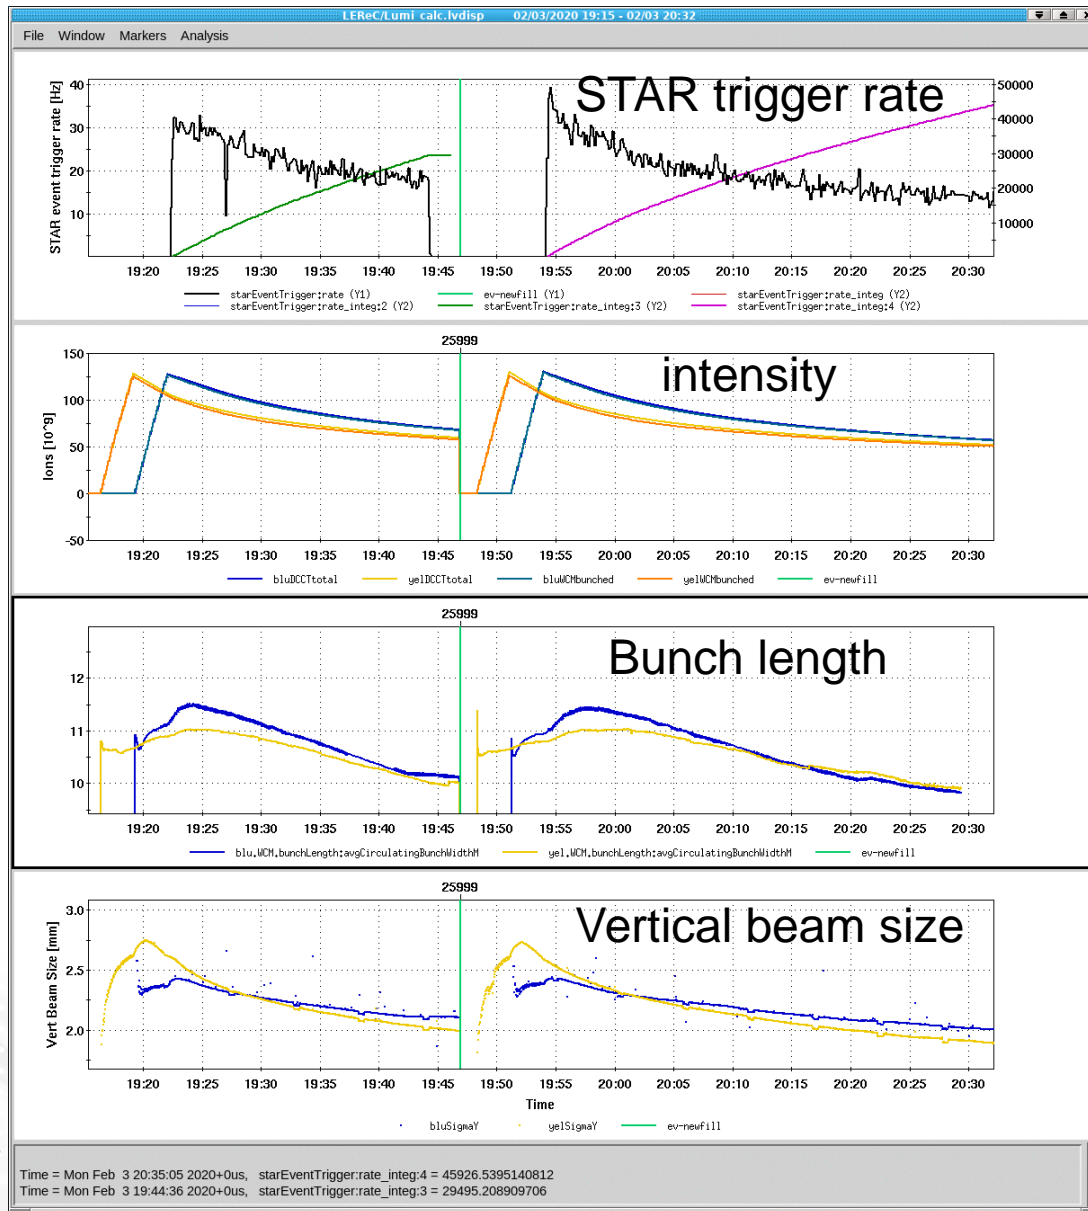 LEReC/Lumi_calc.lvdisp 02/03/2020 19:15 - 02/03 20:32
File Window Markers Analysis
STAR trigger rate
STAR event trigger rate [Hz]
40
30
20
10
50000
40000
30000
20000
10000
19:20 19:25 19:30 19:35 19:40 19:45 19:50 19:55 20:00 20:05 20:10 20:15 20:20 20:25 20:30
starEventTrigger:rate (Y1) ev-newfill (Y1) starEventTrigger:rate_integ (Y2)
starEventTrigger:rate_integ:2 (Y2) starEventTrigger:rate_integ:3 (Y2) starEventTrigger:rate_integ:4 (Y2)
25999
intensity
Ions [10^9]
150
100
50
0
-50
19:20 19:25 19:30 19:35 19:40 19:45 19:50 19:55 20:00 20:05 20:10 20:15 20:20 20:25 20:30
bluDCCTtotal yelDCCTtotal bluWCMbunched yelWCMbunched ev-newfill
25999
Bunch length
12
11
10
19:20 19:25 19:30 19:35 19:40 19:45 19:50 19:55 20:00 20:05 20:10 20:15 20:20 20:25 20:30
blu.WCM.bunchLength:avgCirculatingBunchWidthM yel.WCM.bunchLength:avgCirculatingBunchWidthM ev-newfill
25999
Vertical beam size
Vert Beam Size [mm]
3.0
2.5
2.0
19:20 19:25 19:30 19:35 19:40 19:45 19:50 19:55 20:00 20:05 20:10 20:15 20:20 20:25 20:30
Time
bluSigmaY yelSigmaY ev-newfill
Time = Mon Feb 3 20:35:05 2020+0us, starEventTrigger:rate_integ:4 = 45926.5395140812
Time = Mon Feb 3 19:44:36 2020+0us, starEventTrigger:rate_integ:3 = 29495.208909706